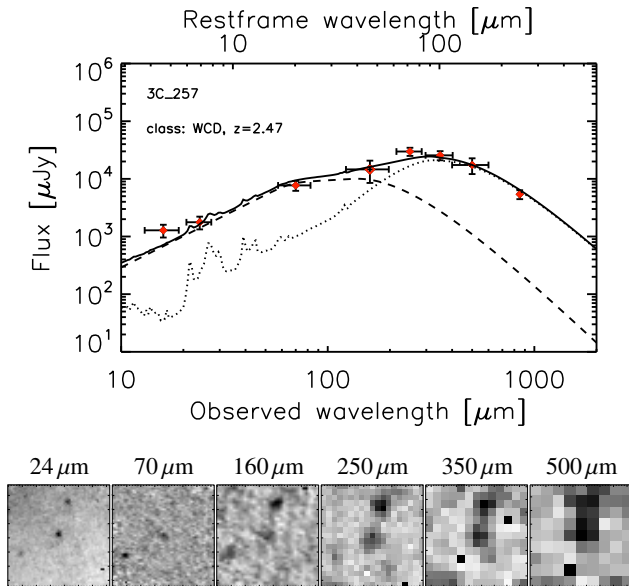 Restframe wavelength [μm]
10 100
10⁶
10⁵
10⁴
10³
10²
10¹
Flux [μJy]
3C_257
class: WCD, z=2.47
10 100 1000
Observed wavelength [μm]
24 μm 70 μm 160 μm 250 μm 350 μm 500 μm